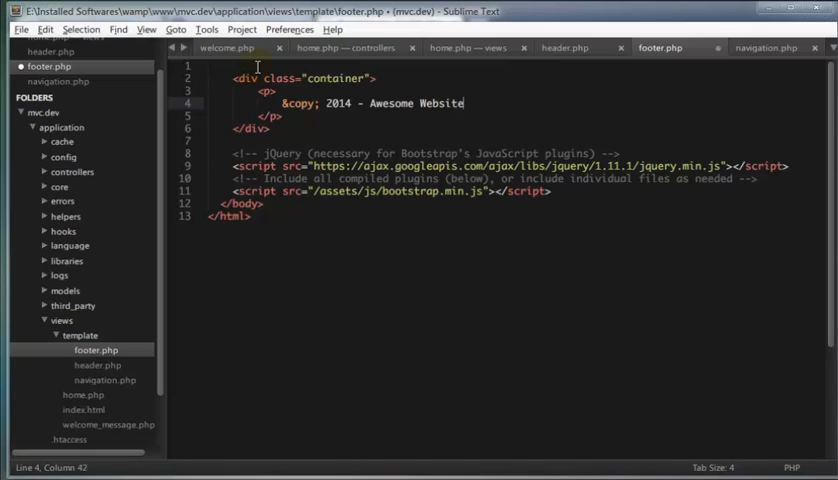 E:\Installed Softwares\wamp\www\mvc.dev\application\views\template\footer.php • (mvc.dev) - Sublime Text
File Edit Selection Find View Goto Tools Project Preferences Help
welcome.php home.php — controllers home.php — views header.php footer.php navigation.php
header.php
footer.php
navigation.php
FOLDERS
mvc.dev
application
cache
config
controllers
core
errors
helpers
hooks
language
libraries
logs
models
third_party
views
template
footer.php
header.php
navigation.php
home.php
index.html
welcome_message.php
.htaccess
1
2 <div class="container">
3 <p>
4 &copy; 2014 - Awesome Website
5 </p>
6 </div>
7
8 <!-- jQuery (necessary for Bootstrap's JavaScript plugins) -->
9 <script src="https://ajax.googleapis.com/ajax/libs/jquery/1.11.1/jquery.min.js"></script>
10 <!-- Include all compiled plugins (below), or include individual files as needed -->
11 <script src="/assets/js/bootstrap.min.js"></script>
12 </body>
13 </html>
Line 4, Column 42 Tab Size: 4 PHP